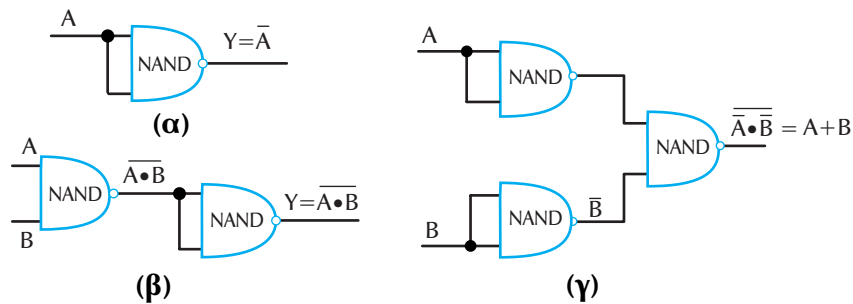 A
NAND
Y=A̅
(α)
A
B
NAND
A̅•̅B̅
NAND
Y=A̅•̅B̅
(β)
A
NAND
B
NAND
B̅
NAND
A̿•̅B̿ = A+B
(γ)